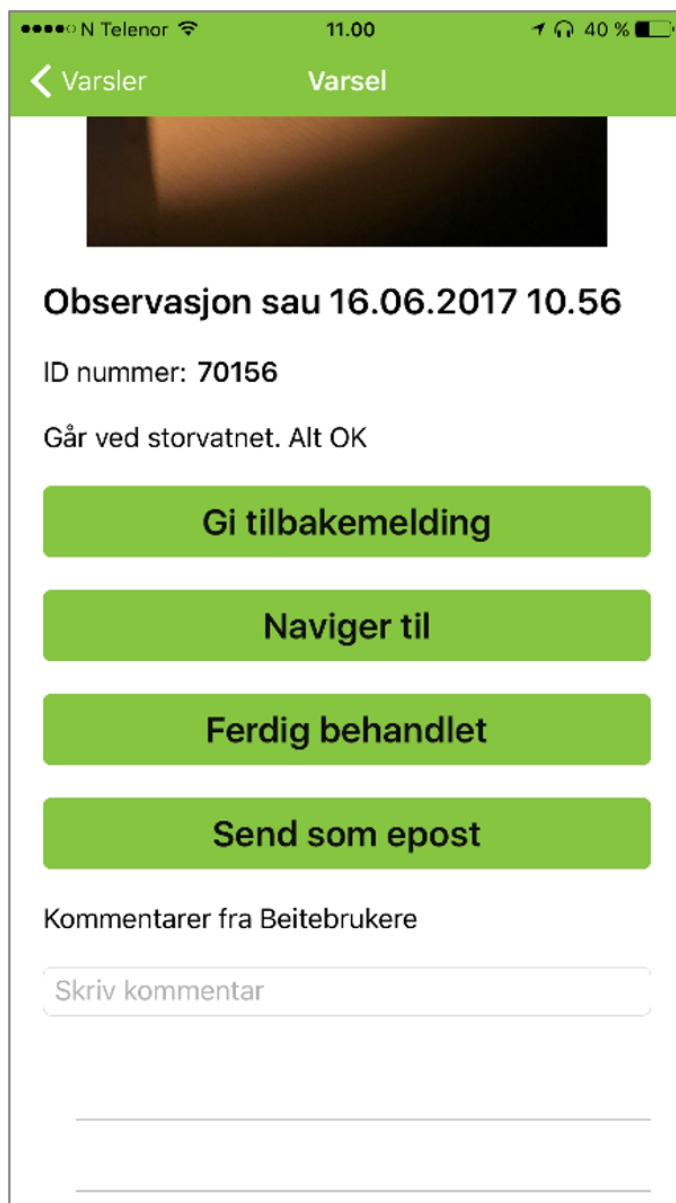 N Telenor 11.00 40 %
Varsler Varsel
Observasjon sau 16.06.2017 10.56
ID nummer: 70156
Går ved storvatnet. Alt OK
Gi tilbakemelding
Naviger til
Ferdig behandlet
Send som epost
Kommentarer fra Beitebrukere
Skriv kommentar